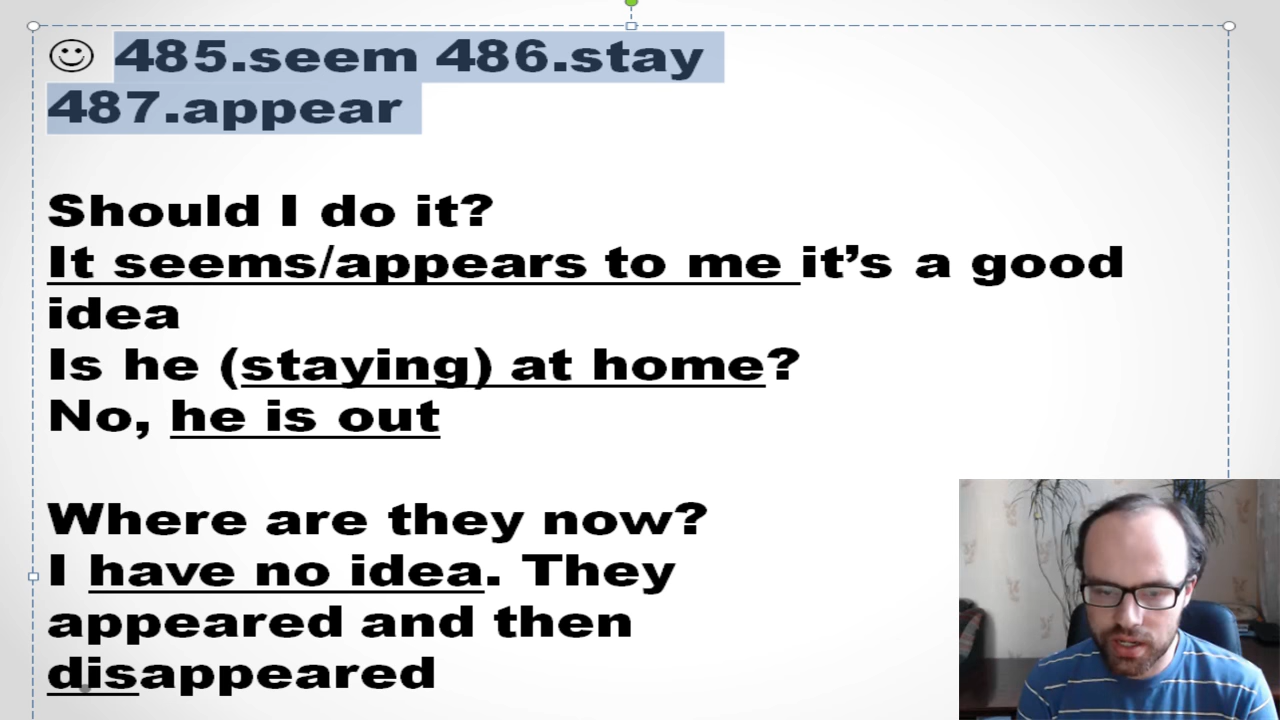 ☺ 485.seem 486.stay
487.appear
Should I do it?
It seems/appears to me it’s a good
idea
Is he (staying) at home?
No, he is out
Where are they now?
I have no idea. They
appeared and then
disappeared